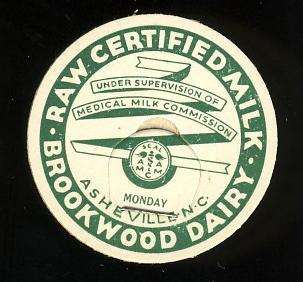 · RAW CERTIFIED MILK ·
UNDER SUPERVISION OF
MEDICAL MILK COMMISSION
SEAL
MONDAY
ASHEVILLE N.C.
BROOKWOOD DAIRY